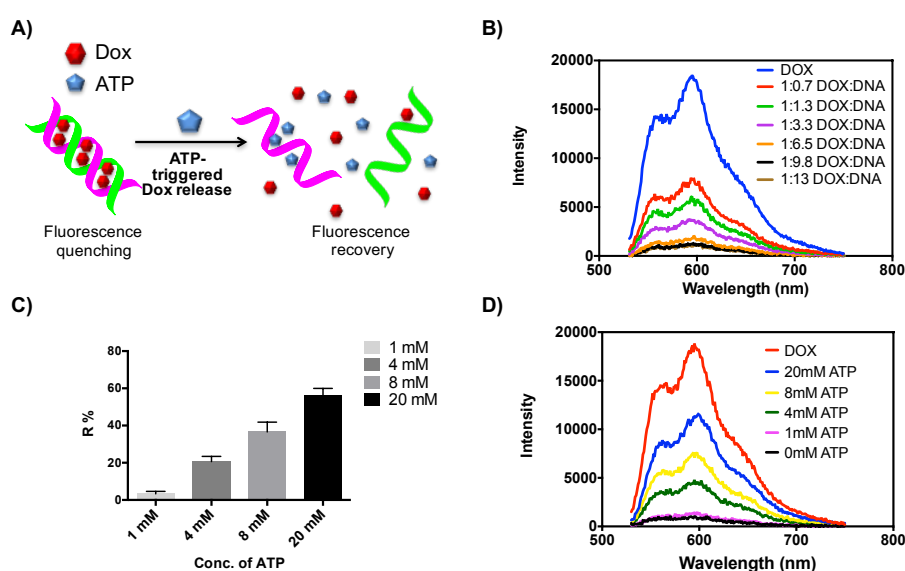 A)
Dox
ATP
ATP-
triggered
Dox release
Fluorescence
quenching
Fluorescence
recovery
B)
20000
15000
10000
5000
0
500
600
700
800
Intensity
Wavelength (nm)
DOX
1:0.7 DOX:DNA
1:1.3 DOX:DNA
1:3.3 DOX:DNA
1:6.5 DOX:DNA
1:9.8 DOX:DNA
1:13 DOX:DNA
C)
80
60
40
20
0
R %
1 mM
4 mM
8 mM
20 mM
Conc. of ATP
1 mM
4 mM
8 mM
20 mM
D)
20000
15000
10000
5000
0
500
600
700
800
Intensity
Wavelength (nm)
DOX
20mM ATP
8mM ATP
4mM ATP
1mM ATP
0mM ATP